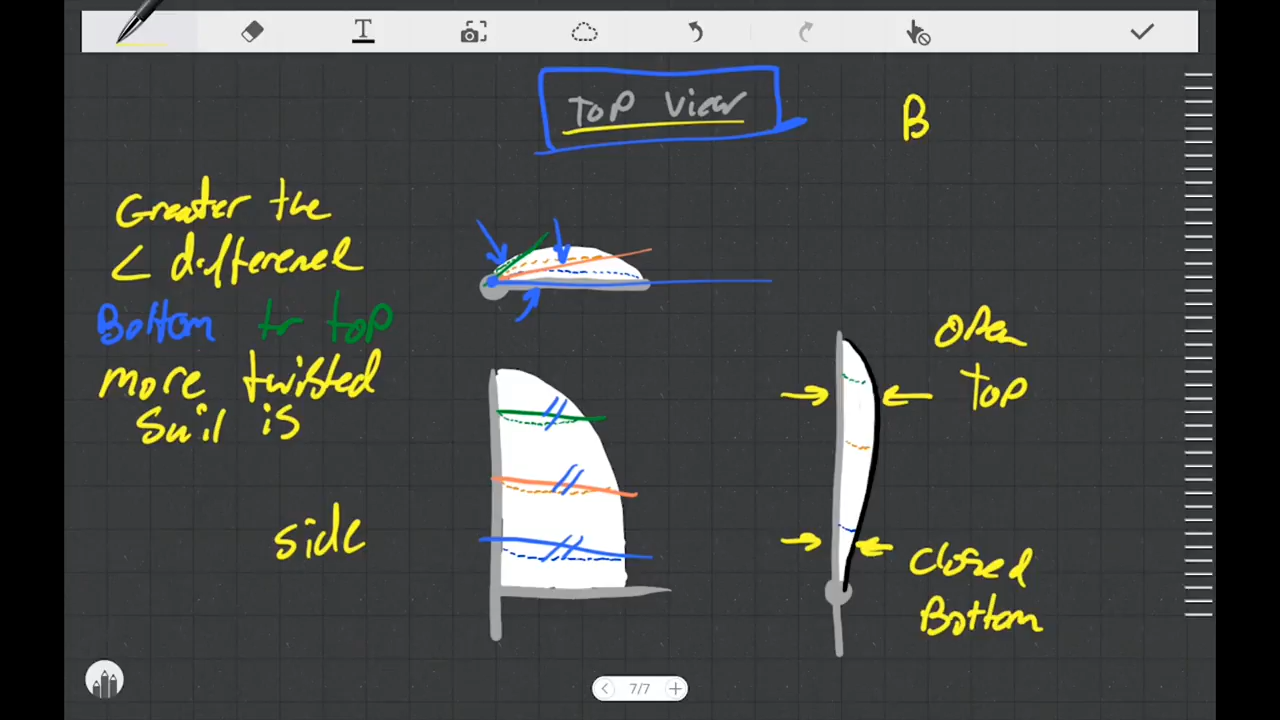 T
TOP View
B
Greater the
< difference
Bottom to top
more twisted
Sail is
side
open
Top
Closed
Bottom
7/7